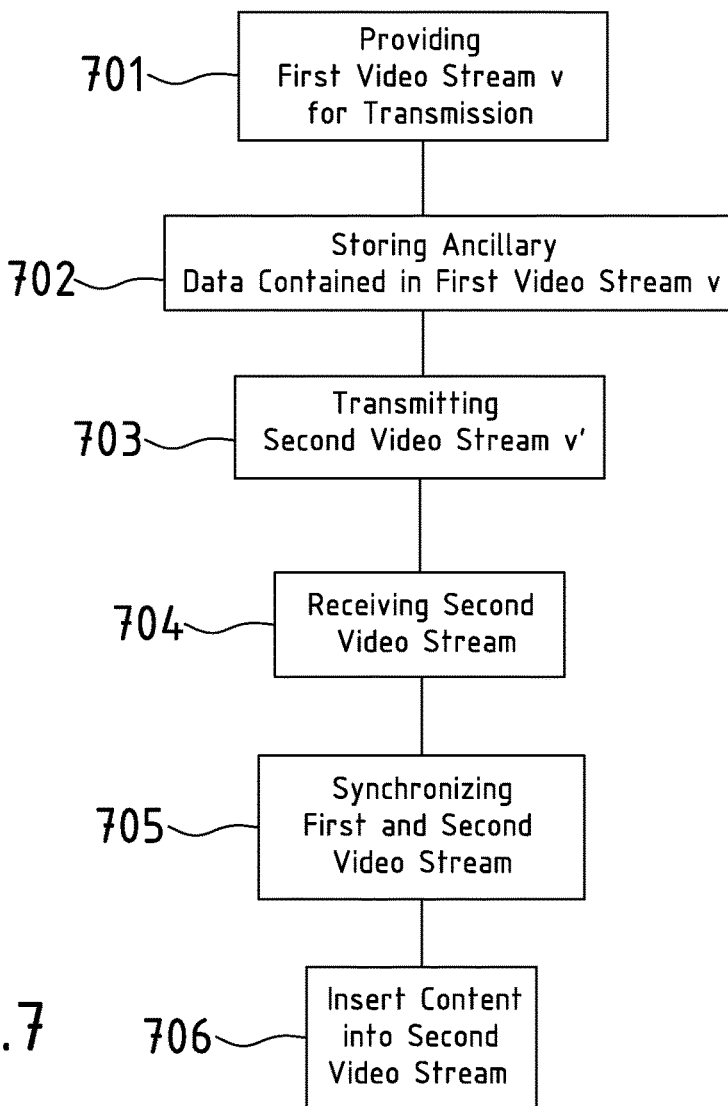 701
Providing
First Video Stream v
for Transmission
702
Storing Ancillary
Data Contained in First Video Stream v
703
Transmitting
Second Video Stream v'
704
Receiving Second
Video Stream
705
Synchronizing
First and Second
Video Stream
.7
706
Insert Content
into Second
Video Stream